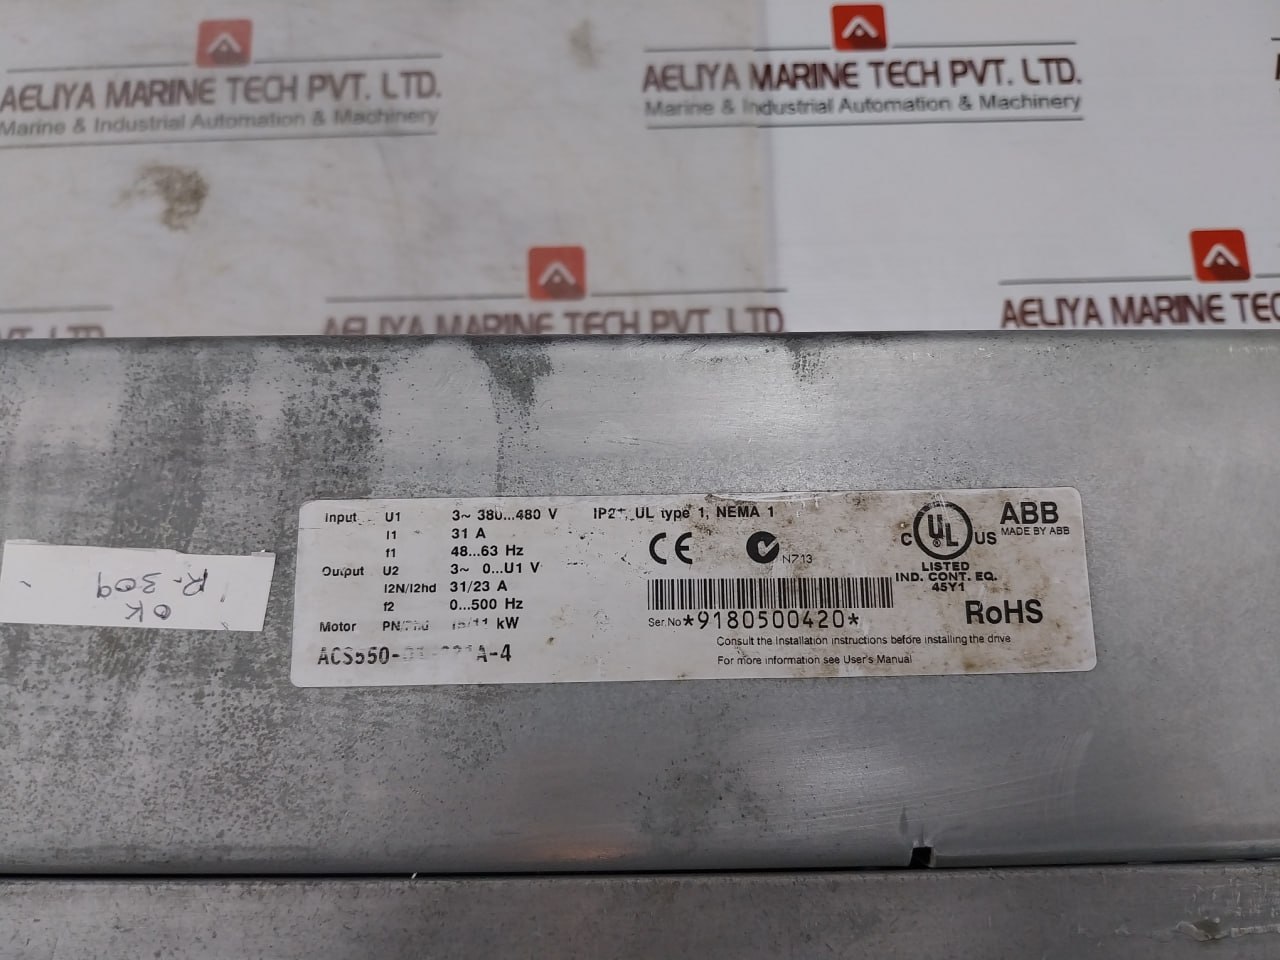 AELIYA MARINE TECH PVT. LTD.
Marine & Industrial Automation & Machinery
AELIYA MARINE TECH PVT. LTD.
Marine & Industrial Automation & Machinery
AELIYA MARINE TECH PVT. LTD.
AELIYA MARINE TEC
LTD.
Input U1 3~ 380...480 V
I1 31 A
f1 48...63 Hz
Output U2 3~ 0...U1 V
I2N/I2hd 31/23 A
f2 0...500 Hz
Motor 15/11 kW
IP21, UL type 1, NEMA 1
CE
N713
Ser.No *9180500420*
Consult the Installation instructions before installing the drive
For more information see User's Manual
C UL ® US
LISTED
IND. CONT. EQ.
45Y1
ABB
MADE BY ABB
RoHS
OK
R-309